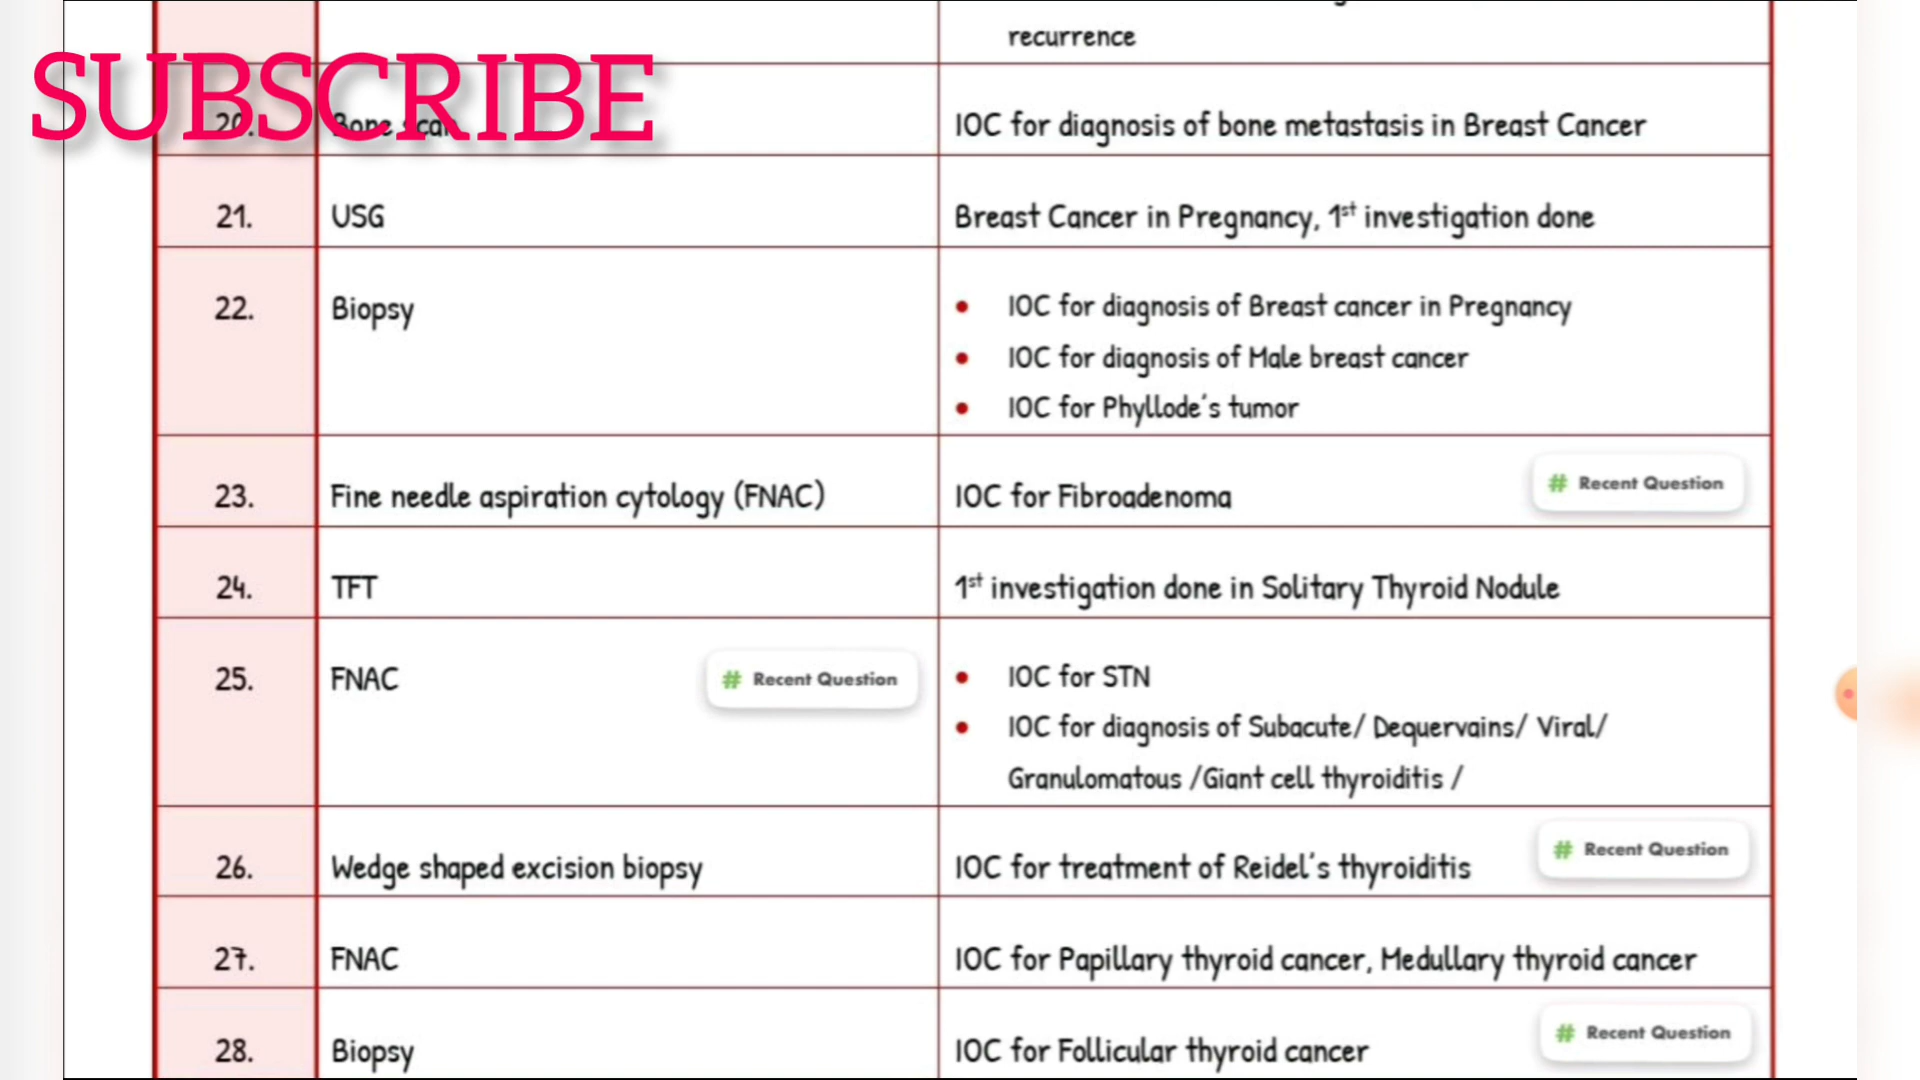 recurrence
SUBSCRIBE
20. Bone scan IOC for diagnosis of bone metastasis in Breast Cancer
21. USG Breast Cancer in Pregnancy, 1st investigation done
22. Biopsy
• IOC for diagnosis of Breast cancer in Pregnancy
• IOC for diagnosis of Male breast cancer
• IOC for Phyllode's tumor
23. Fine needle aspiration cytology (FNAC) IOC for Fibroadenoma # Recent Question
24. TFT 1st investigation done in Solitary Thyroid Nodule
25. FNAC # Recent Question
• IOC for STN
• IOC for diagnosis of Subacute/ Dequervains/ Viral/
Granulomatous /Giant cell thyroiditis /
26. Wedge shaped excision biopsy IOC for treatment of Reidel's thyroiditis # Recent Question
27. FNAC IOC for Papillary thyroid cancer, Medullary thyroid cancer
28. Biopsy IOC for Follicular thyroid cancer # Recent Question